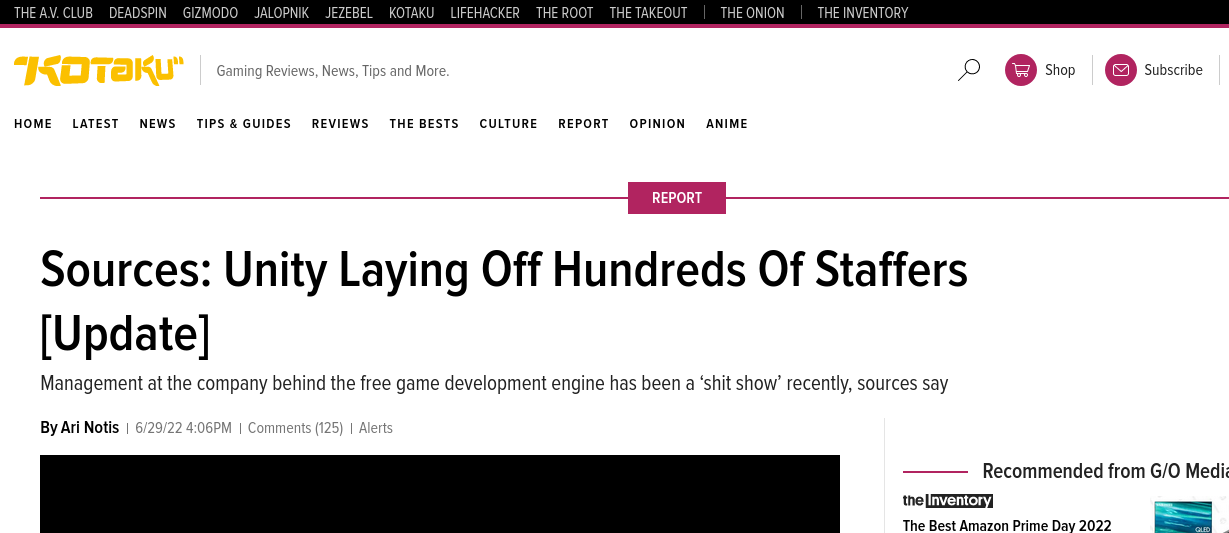 THE A.V. CLUB DEADSPIN GIZMODO JALOPNIK JEZEBEL KOTAKU LIFEHACKER THE ROOT THE TAKEOUT THE ONION THE INVENTORY
KOTAKU Gaming Reviews, News, Tips and More. Shop Subscribe
HOME LATEST NEWS TIPS & GUIDES REVIEWS THE BESTS CULTURE REPORT OPINION ANIME
REPORT
Sources: Unity Laying Off Hundreds Of Staffers
[Update]
Management at the company behind the free game development engine has been a ‘shit show’ recently, sources say
By Ari Notis | 6/29/22 4:06PM | Comments (125) | Alerts
Recommended from G/O Media
the Inventory
The Best Amazon Prime Day 2022
QLED